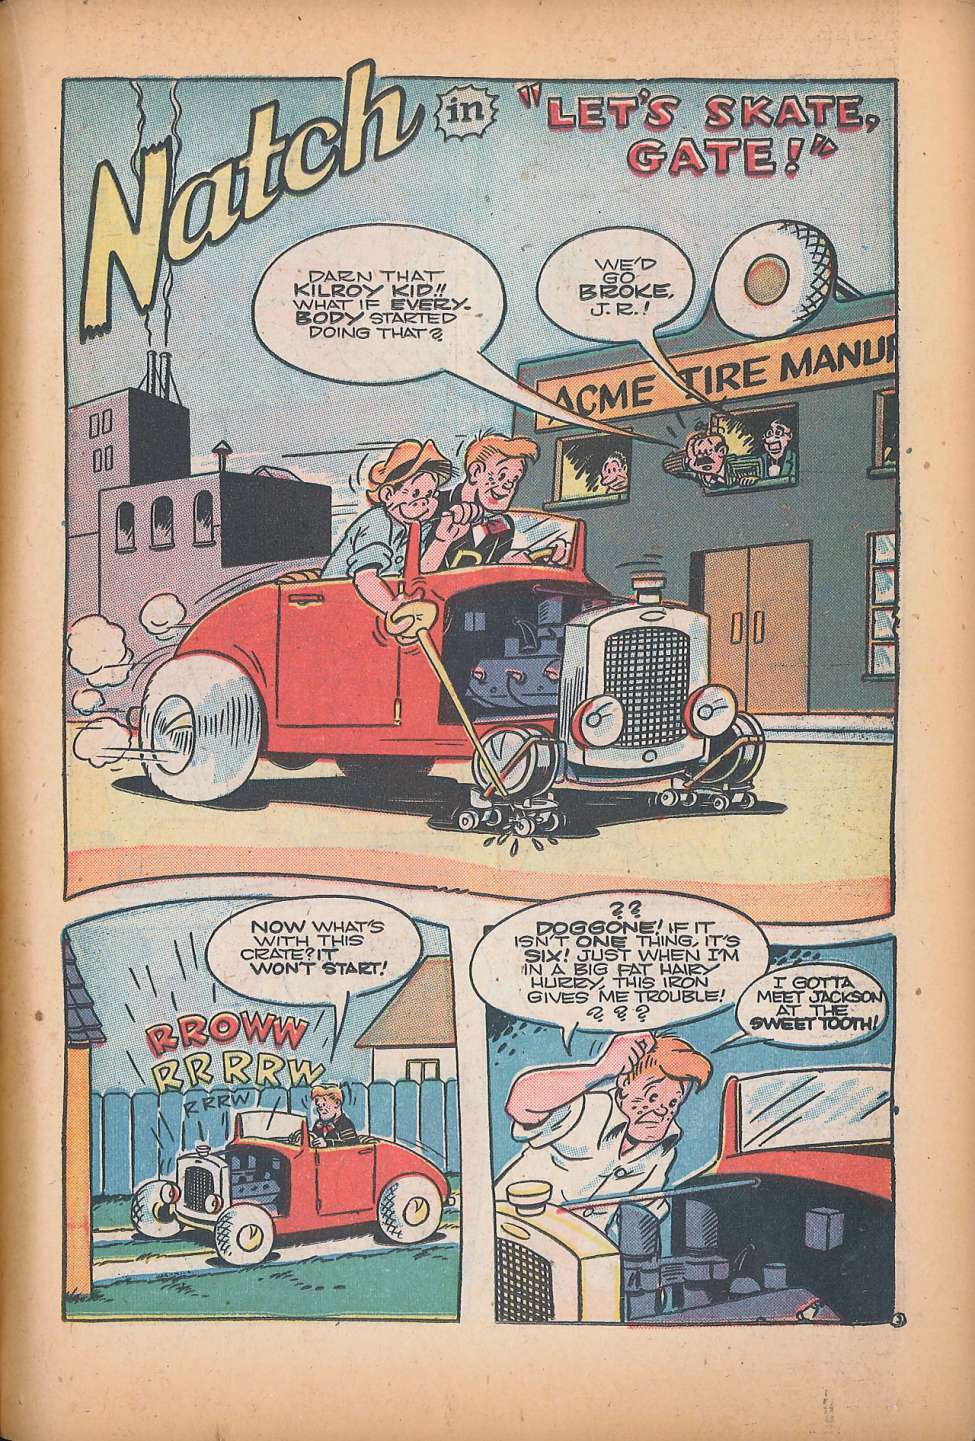 Natch in
"LET'S SKATE,
GATE!"
DARN THAT
KILROY KID!!
WHAT IF EVERY-
BODY STARTED
DOING THAT?
WE'D
GO
BROKE,
J.R.!
ACME TIRE MANUF
R
NOW WHAT'S
WITH THIS
CRATE? IT
WON'T START!
RROWW
RRRRW
RRRW
??
DOGGONE! IF IT
ISN'T ONE THING, IT'S
SIX! JUST WHEN I'M
IN A BIG FAT HAIRY
HURRY, THIS IRON
GIVES ME TROUBLE!
???
I GOTTA
MEET JACKSON
AT THE
SWEET TOOTH!